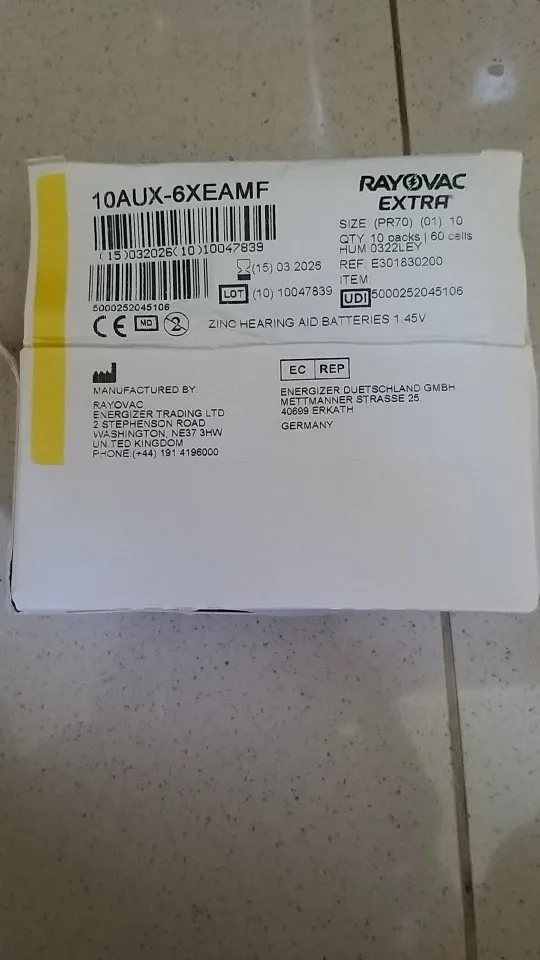 10AUX-6XEAMF
RAYOVAC
EXTRA
(15)032026(10)10047839
SIZE: (PR70) (01) 10
QTY: 10 packs | 60 cells
HUM 0322LEY
(15) 03.2026
REF: E301830200
ITEM:
LOT (10) 10047839
UDI 5000252045106
5000252045106
CE MD 2
ZINC HEARING AID BATTERIES 1.45V
MANUFACTURED BY:
RAYOVAC
ENERGIZER TRADING LTD
2 STEPHENSON ROAD
WASHINGTON, NE37 3HW
UNITED KINGDOM
PHONE (+44) 191 4196000
EC REP
ENERGIZER DUETSCHLAND GMBH
METTMANNER STRASSE 25
40699 ERKATH
GERMANY